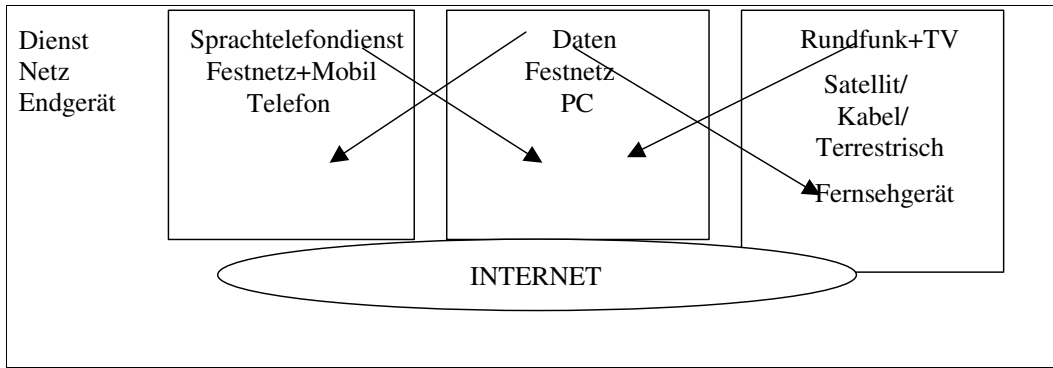 Dienst
Netz
Endgerät
Sprachtelefondienst
Festnetz+Mobil
Telefon
Daten
Festnetz
PC
Rundfunk+TV
Satellit/
Kabel/
Terrestrisch
Fernsehgerät
INTERNET